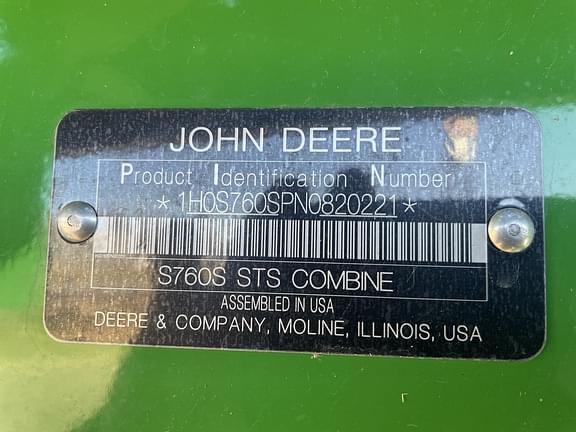 JOHN DEERE
Product Identification Number
*1H0S760SPN0820221*
S760S STS COMBINE
ASSEMBLED IN USA
DEERE & COMPANY, MOLINE, ILLINOIS, USA